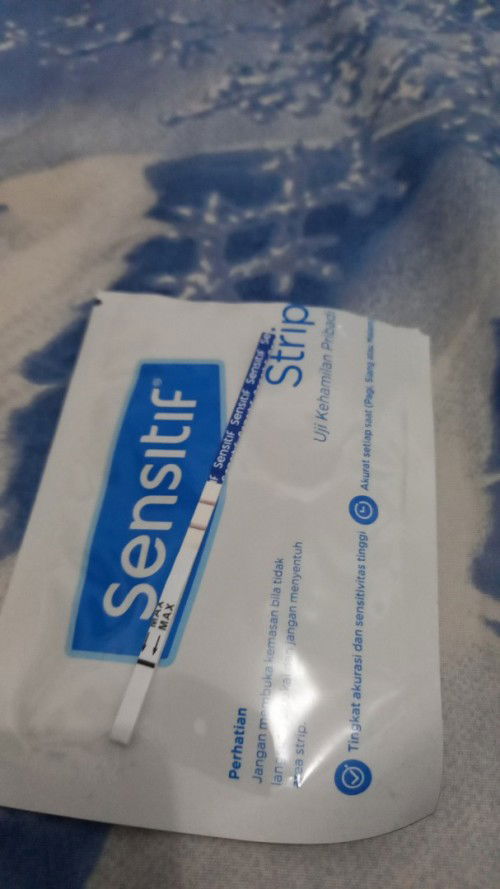 Sensitif®
Strip
Uji Kehamilan Pribadi
Sensitif Sensitif Sensitif
MAX
MAX
Perhatian
Jangan membuka kemasan bila tidak
jangan menyentuh
area strip.
Tingkat akurasi dan sensitivitas tinggi
Akurat setiap saat (Pagi, Siang atau